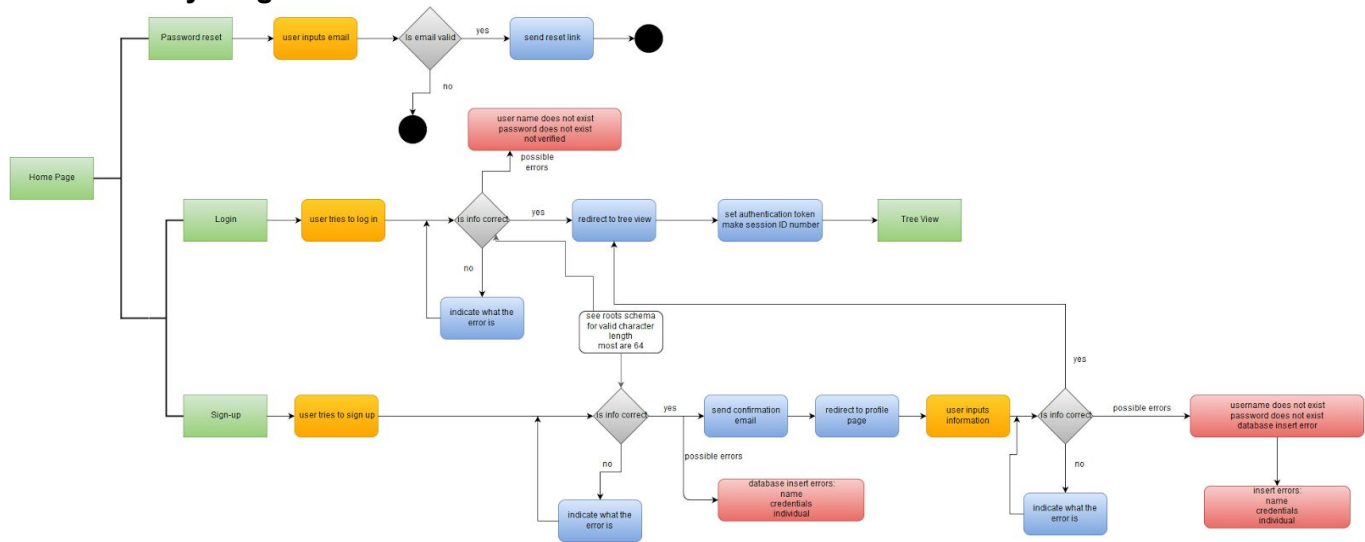 Password reset
user inputs email
Is email valid
yes
send reset link
no
user name does not exist
password does not exist
not verified
possible
errors
Home Page
Login
user tries to log in
is info correct
yes
redirect to tree view
set authentication token
make session ID number
Tree View
no
indicate what the
error is
see roots schema
for valid character
length
most are 64
yes
Sign-up
user tries to sign up
is info correct
yes
send confirmation
email
redirect to profile
page
user inputs
information
is info correct
possible errors
username does not exist
password does not exist
database insert error
possible errors
no
no
database insert errors:
name
credentials
individual
indicate what the
error is
indicate what the
error is
insert errors:
name
credentials
individual